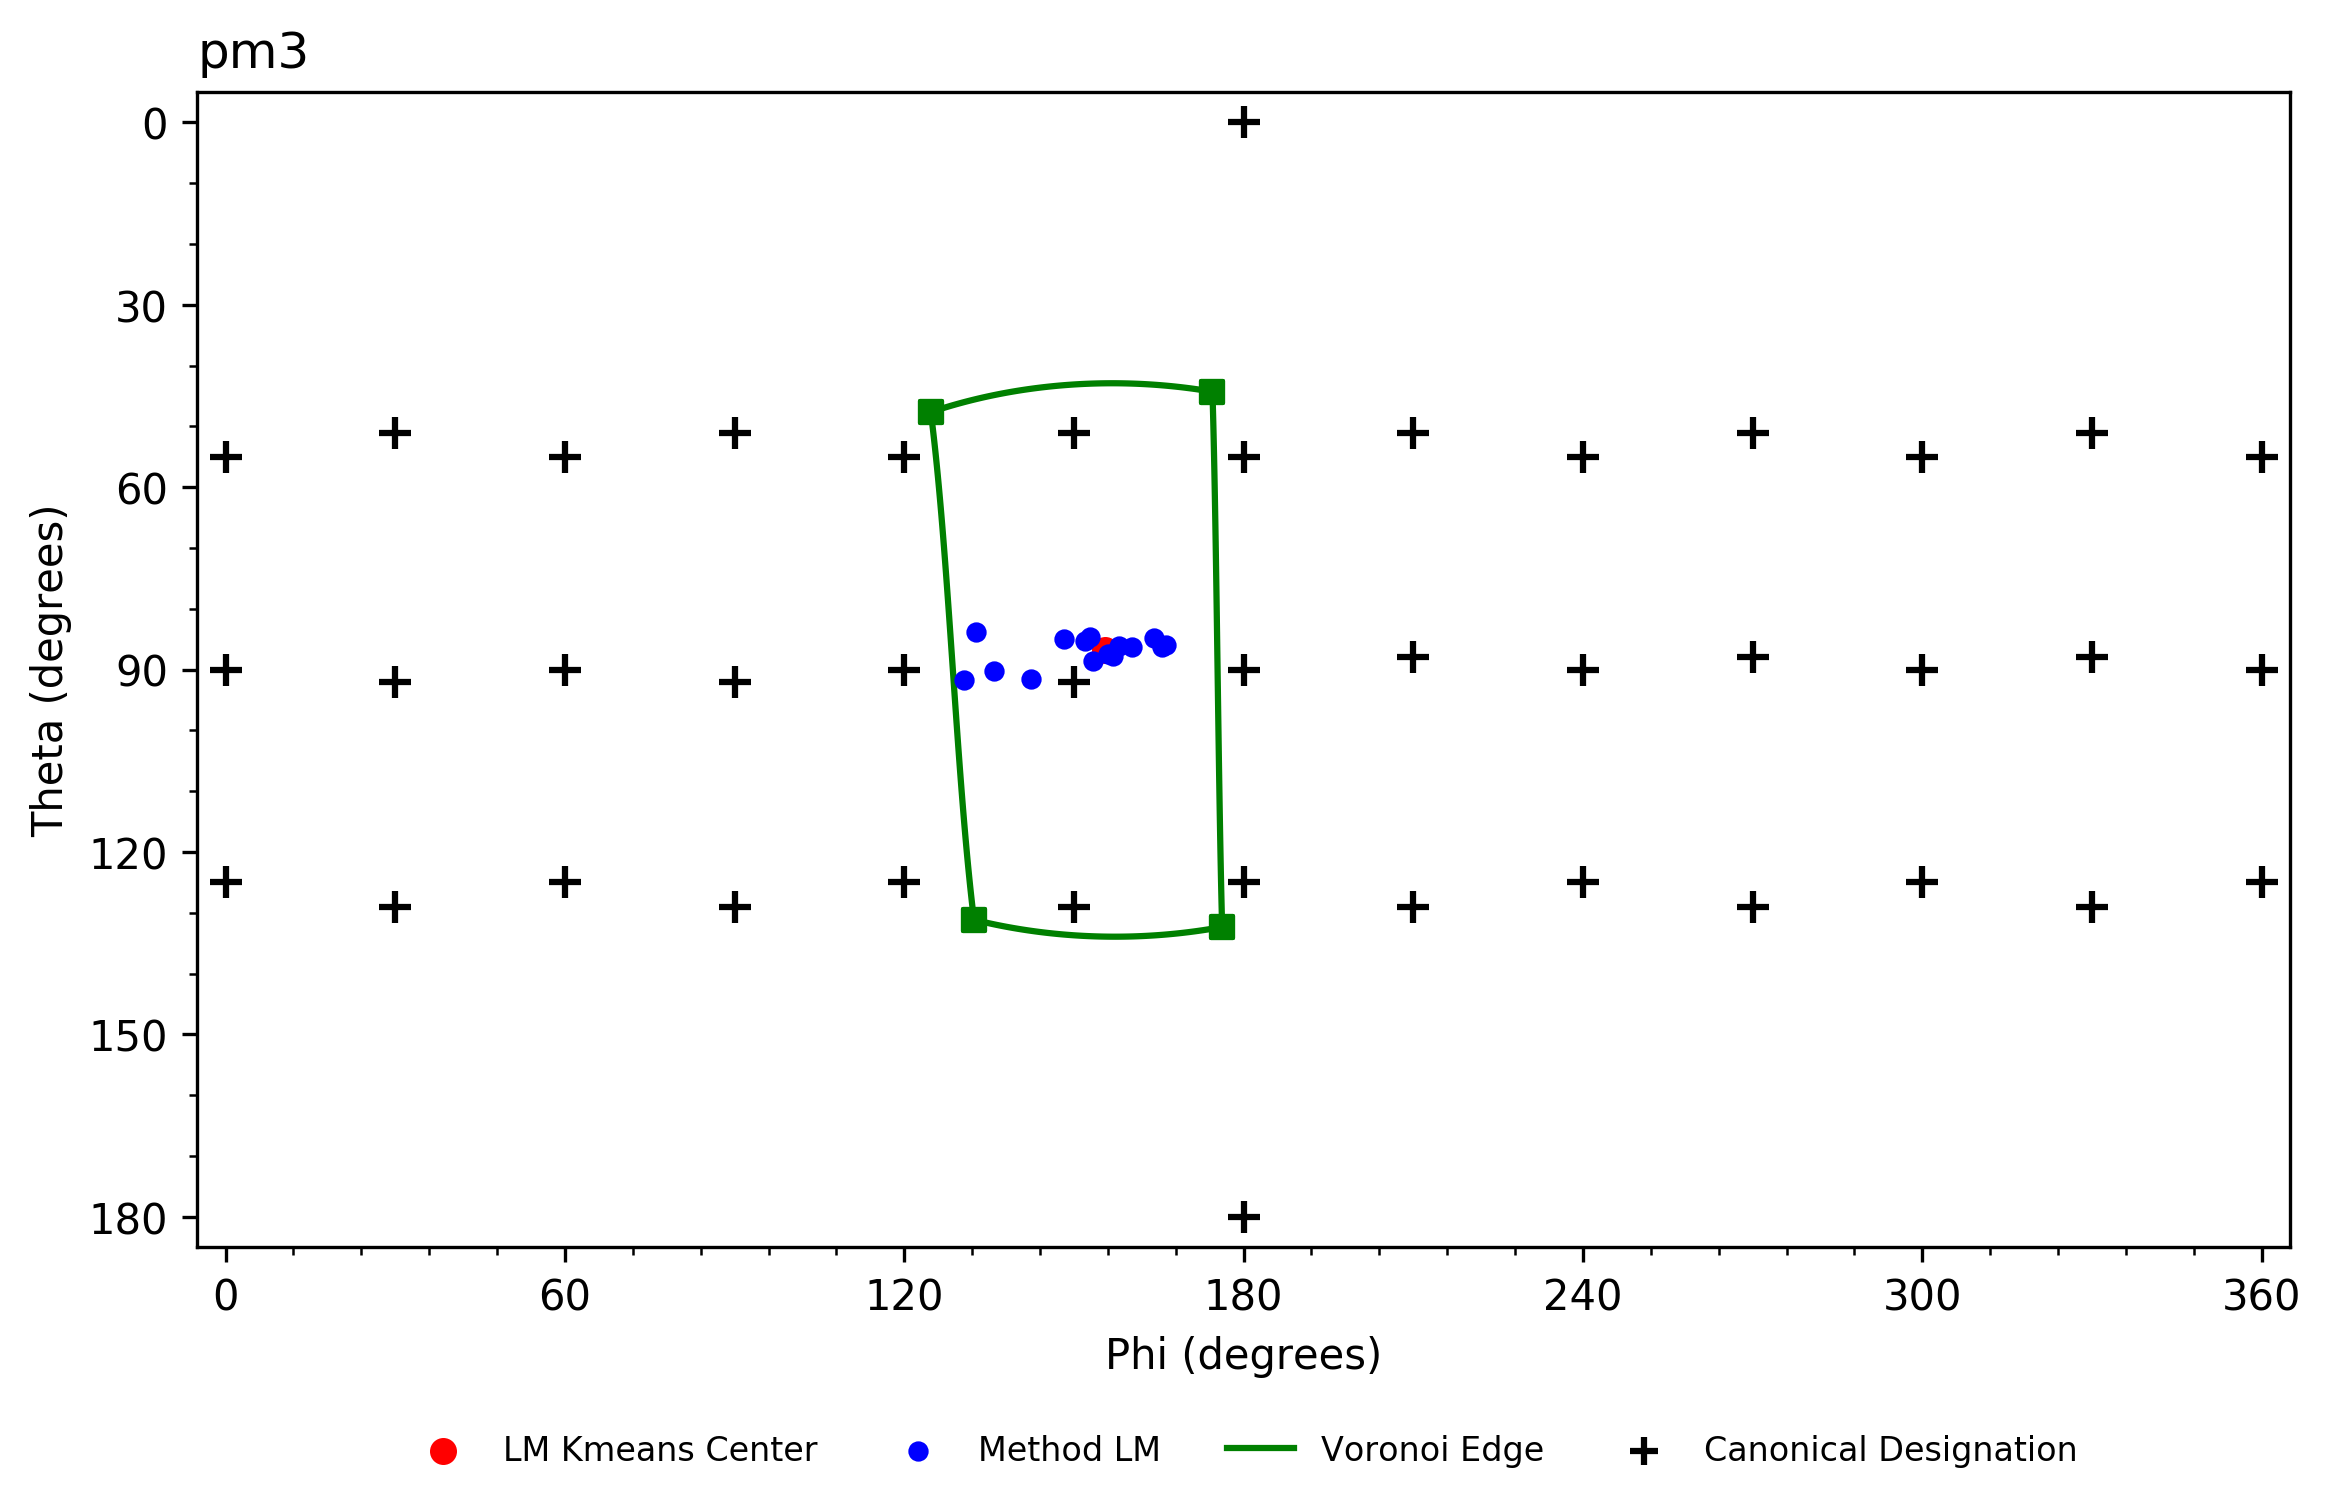 pm3
0
30
60
90
120
150
180
Theta (degrees)
0 60 120 180 240 300 360
Phi (degrees)
LM Kmeans Center Method LM Voronoi Edge Canonical Designation